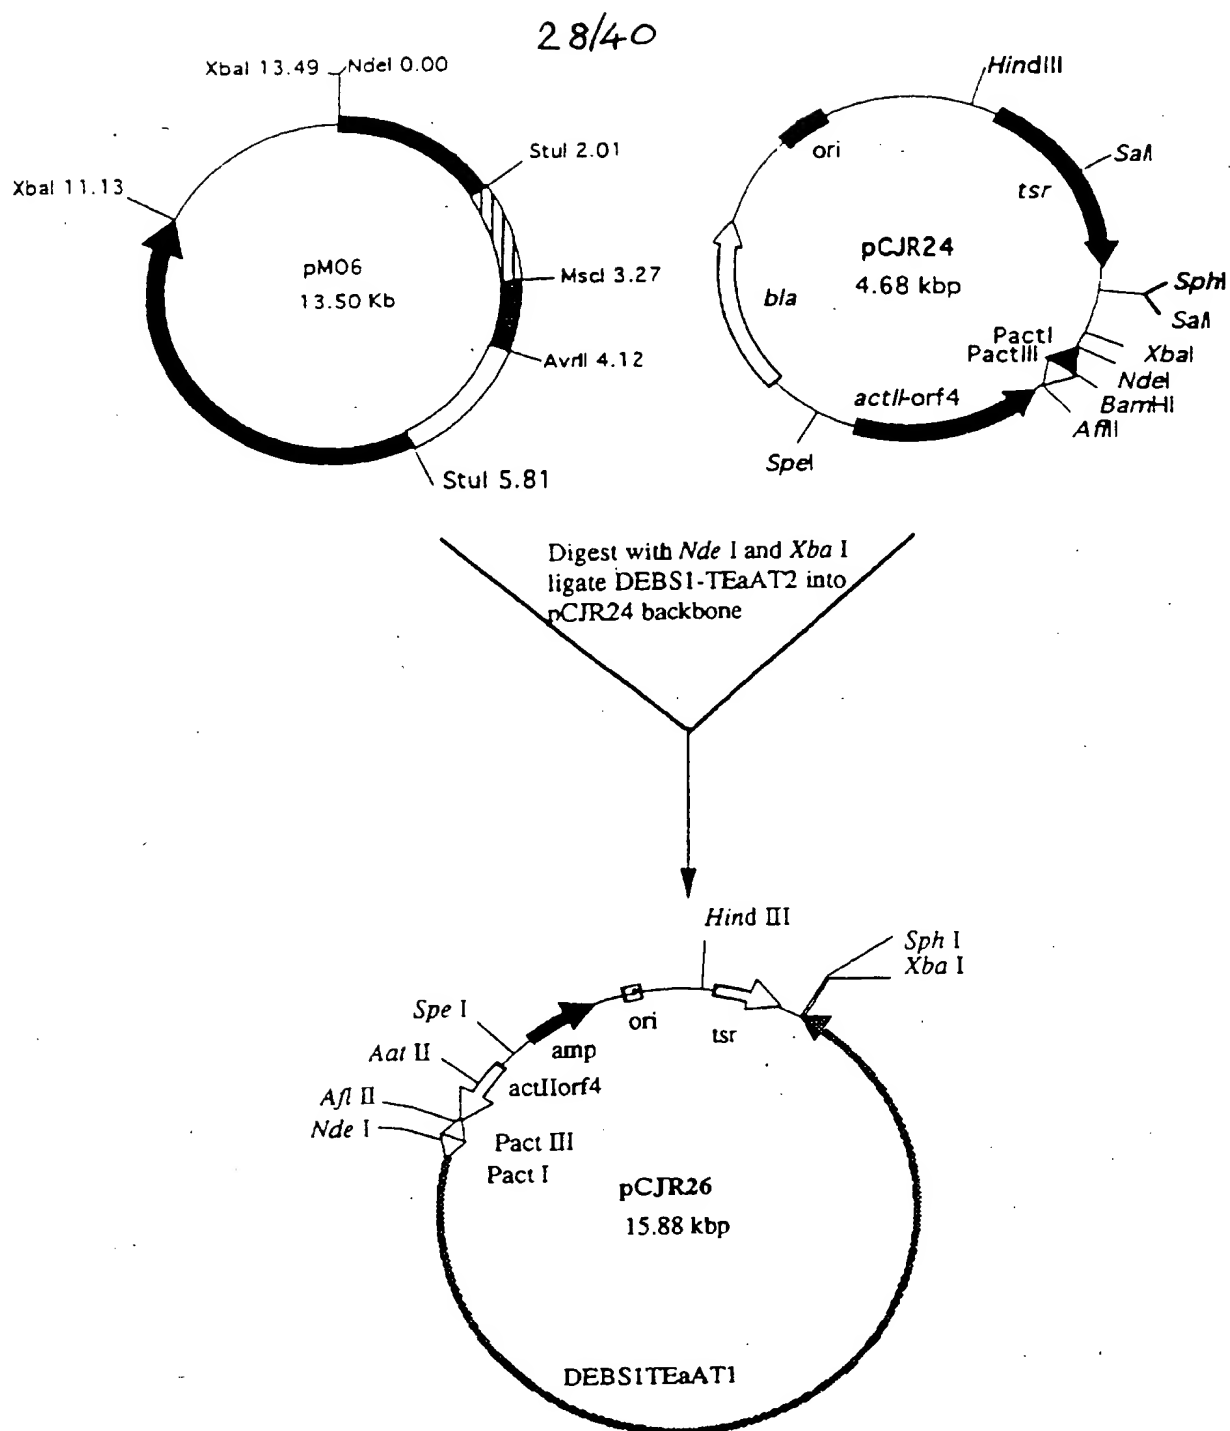 28/40
XbaI 13.49
NdeI 0.00
StuI 2.01
XbaI 11.13
pM06
13.50 Kb
MscI 3.27
AvrII 4.12
StuI 5.81
HindIII
ori
SalI
tsr
pCJR24
4.68 kbp
bla
SphI
SalI
PactI
PactIII
XbaI
NdeI
BamHI
AflII
actII-orf4
SpeI
Digest with Nde I and Xba I
ligate DEBS1-TEaAT2 into
pCJR24 backbone
Hind III
Sph I
Xba I
Spe I
ori
tsr
amp
Aat II
actIIorf4
Afl II
Nde I
Pact III
Pact I
pCJR26
15.88 kbp
DEBS1TEaAT1